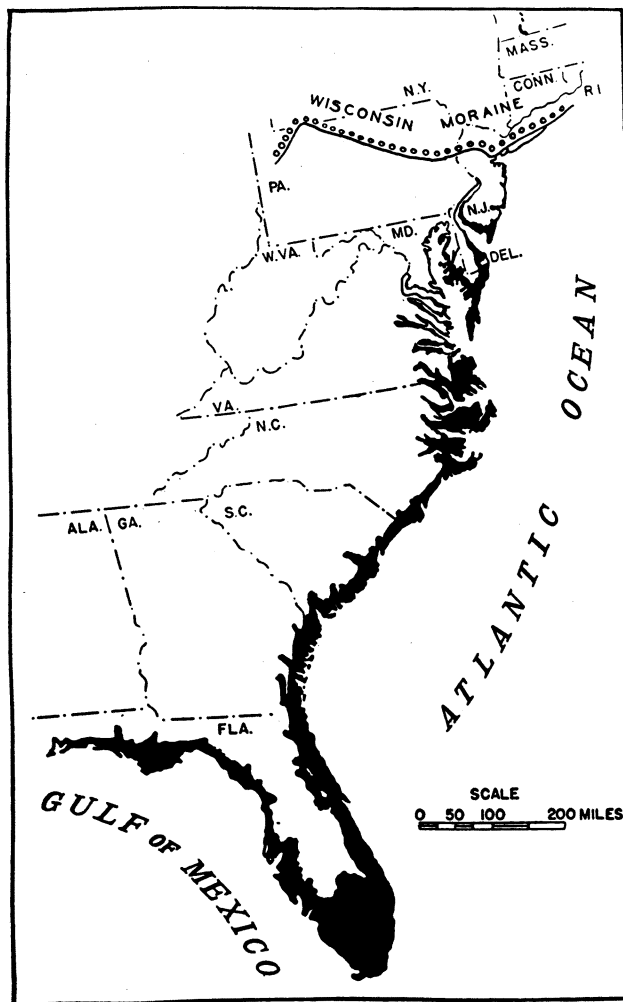 MASS.
CONN.
R I
N.Y.
WISCONSIN MORAINE
PA.
N.J.
MD.
W.VA.
DEL.
VA.
N.C.
S.C.
ALA. GA.
FLA.
ATLANTIC OCEAN
GULF OF MEXICO
SCALE
0 50 100 200 MILES